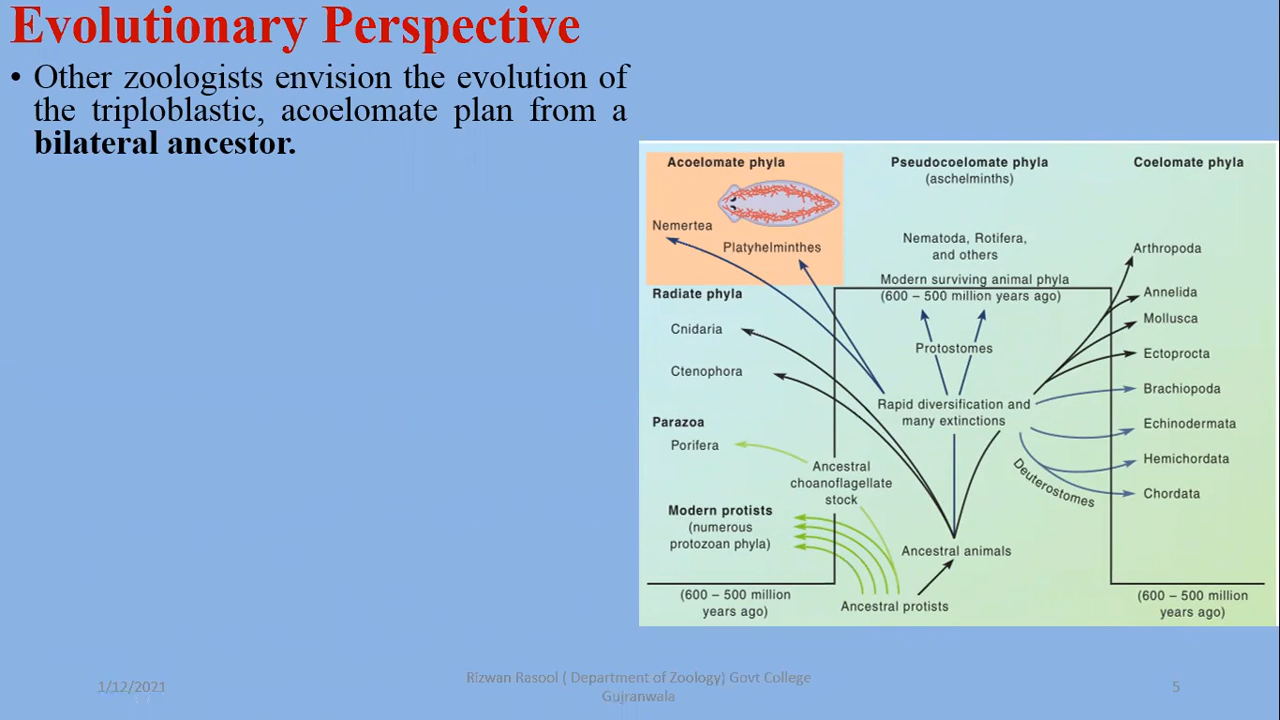 Evolutionary Perspective
• Other zoologists envision the evolution of
the triploblastic, acoelomate plan from a
bilateral ancestor.
Acoelomate phyla
Nemertea
Platyhelminthes
Pseudocoelomate phyla
(aschelminths)
Nematoda, Rotifera,
and others
Modern surviving animal phyla
(600 – 500 million years ago)
Coelomate phyla
Arthropoda
Annelida
Mollusca
Ectoprocta
Brachiopoda
Echinodermata
Hemichordata
Chordata
Radiate phyla
Cnidaria
Ctenophora
Protostomes
Rapid diversification and
many extinctions
Deuterostomes
Parazoa
Porifera
Ancestral
choanoflagellate
stock
Modern protists
(numerous
protozoan phyla)
Ancestral animals
Ancestral protists
(600 – 500 million
years ago)
(600 – 500 million
years ago)
1/12/2021
Rizwan Rasool ( Department of Zoology) Govt College
Gujranwala
5